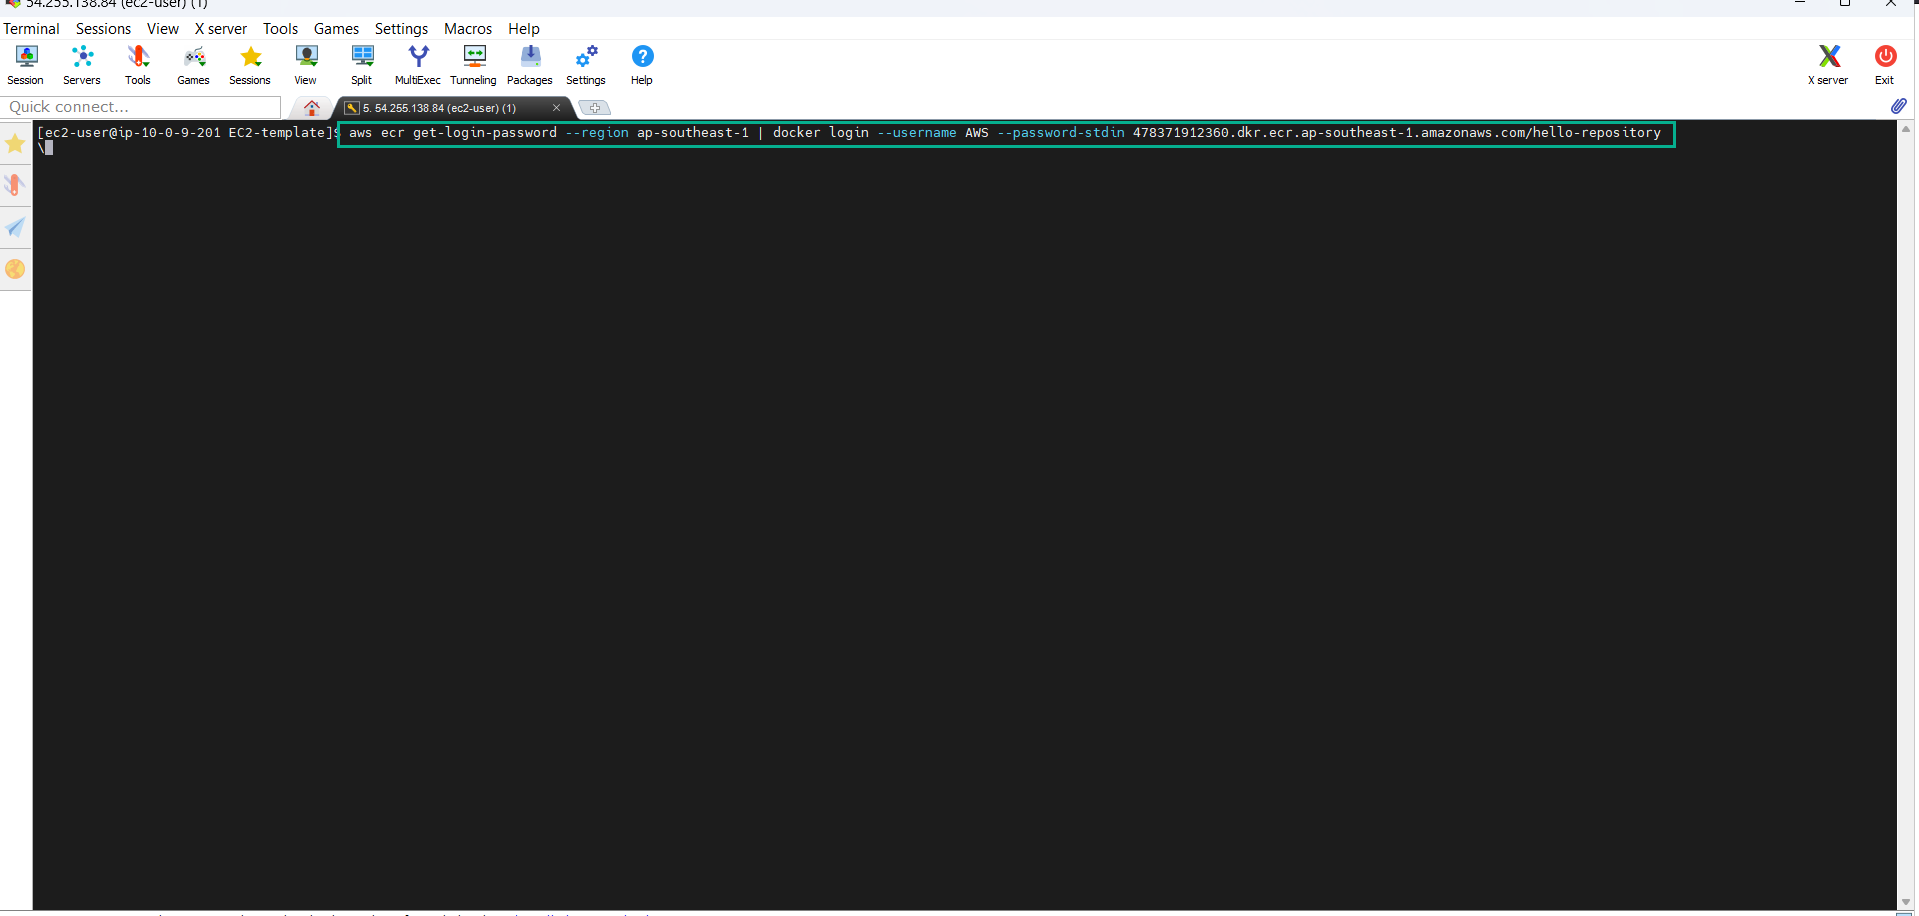 54.255.138.84 (ec2-user) (1)
Terminal Sessions View X server Tools Games Settings Macros Help
Session Servers Tools Games Sessions View Split MultiExec Tunneling Packages Settings Help X server Exit
Quick connect...
5. 54.255.138.84 (ec2-user) (1)
[ec2-user@ip-10-0-9-201 EC2-template]$ aws ecr get-login-password --region ap-southeast-1 | docker login --username AWS --password-stdin 478371912360.dkr.ecr.ap-southeast-1.amazonaws.com/hello-repository
\